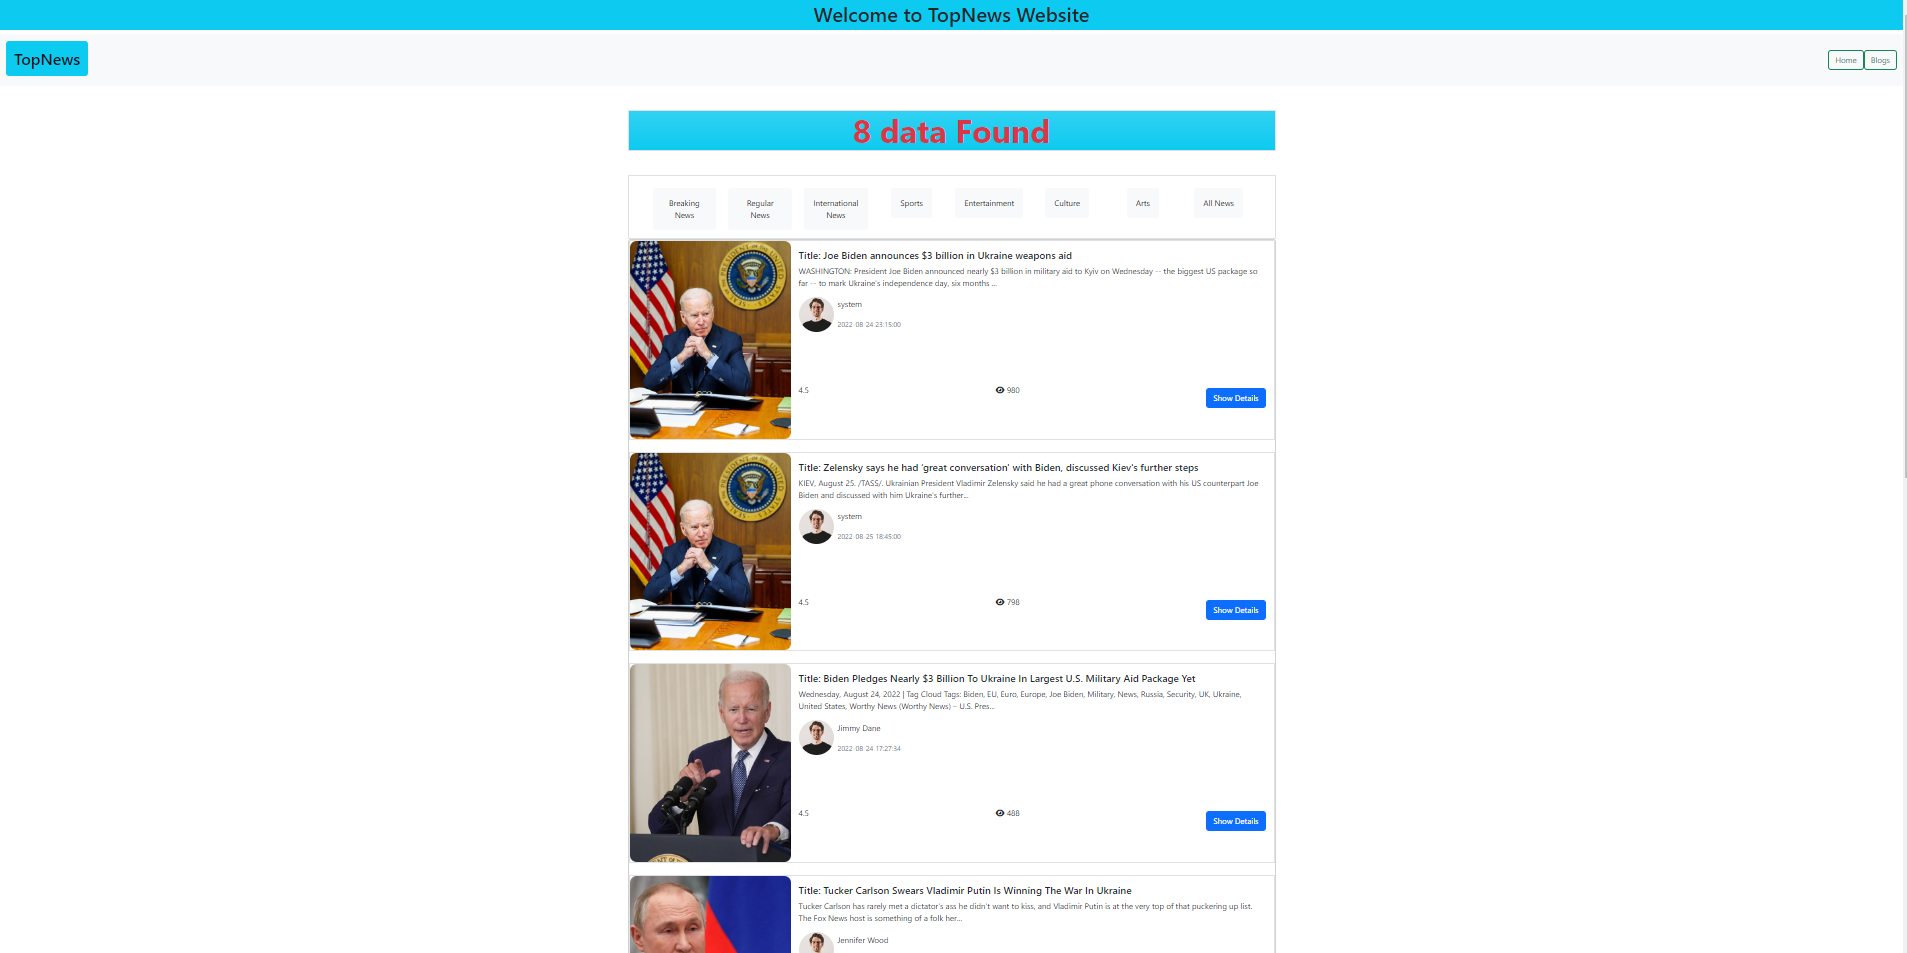 Welcome to TopNews Website
TopNews
Home
Blogs
8 data Found
Breaking
News
Regular
News
International
News
Sports
Entertainment
Culture
Arts
All News
Title: Joe Biden announces $3 billion in Ukraine weapons aid
WASHINGTON: President Joe Biden announced nearly $3 billion in military aid to Kyiv on Wednesday -- the biggest US package so
far -- to mark Ukraine's independence day, six months ...
system
2022-08-24 23:15:00
4.5
980
Show Details
Title: Zelensky says he had 'great conversation' with Biden, discussed Kiev's further steps
KIEV, August 25. /TASS/. Ukrainian President Vladimir Zelensky said he had a great phone conversation with his US counterpart Joe
Biden and discussed with him Ukraine's further...
system
2022-08-25 18:45:00
4.5
798
Show Details
Title: Biden Pledges Nearly $3 Billion To Ukraine In Largest U.S. Military Aid Package Yet
Wednesday, August 24, 2022 | Tag Cloud Tags: Biden, EU, Euro, Europe, Joe Biden, Military, News, Russia, Security, UK, Ukraine,
United States, Worthy News (Worthy News) – U.S. Pres...
Jimmy Dane
2022-08-24 17:27:34
4.5
488
Show Details
Title: Tucker Carlson Swears Vladimir Putin Is Winning The War In Ukraine
Tucker Carlson has rarely met a dictator's ass he didn't want to kiss, and Vladimir Putin is at the very top of that puckering up list.
The Fox News host is something of a folk her...
Jennifer Wood